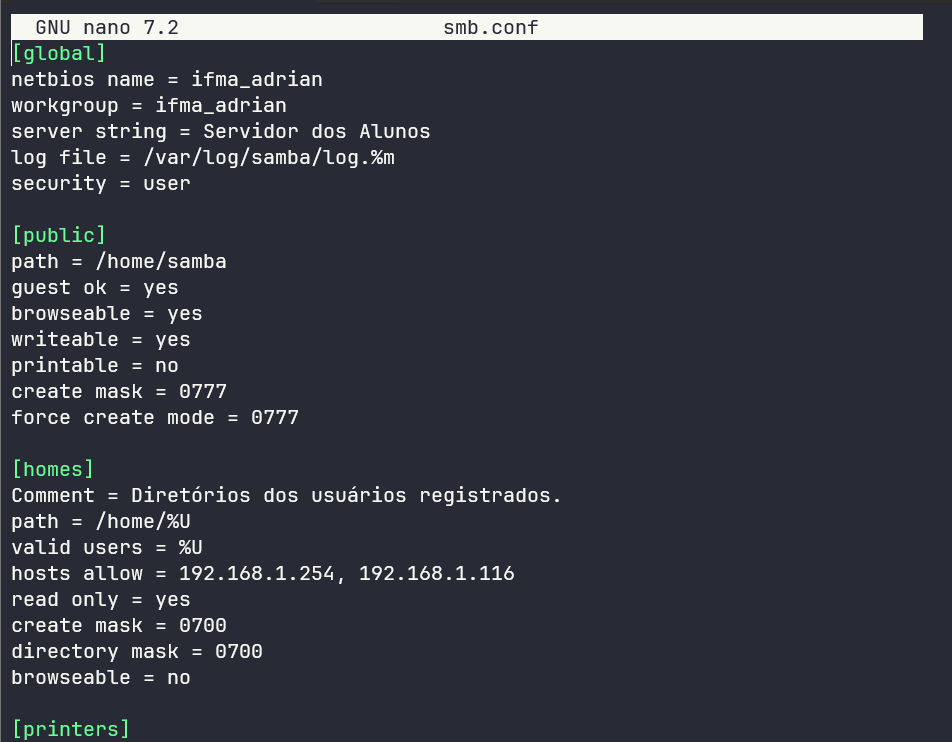 GNU nano 7.2 smb.conf
[global]
netbios name = ifma_adrian
workgroup = ifma_adrian
server string = Servidor dos Alunos
log file = /var/log/samba/log.%m
security = user
[public]
path = /home/samba
guest ok = yes
browseable = yes
writeable = yes
printable = no
create mask = 0777
force create mode = 0777
[homes]
Comment = Diretórios dos usuários registrados.
path = /home/%U
valid users = %U
hosts allow = 192.168.1.254, 192.168.1.116
read only = yes
create mask = 0700
directory mask = 0700
browseable = no
[printers]